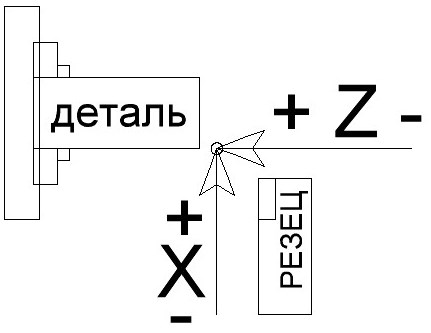 деталь
+ Z -
+
X
-
РЕЗЕЦ